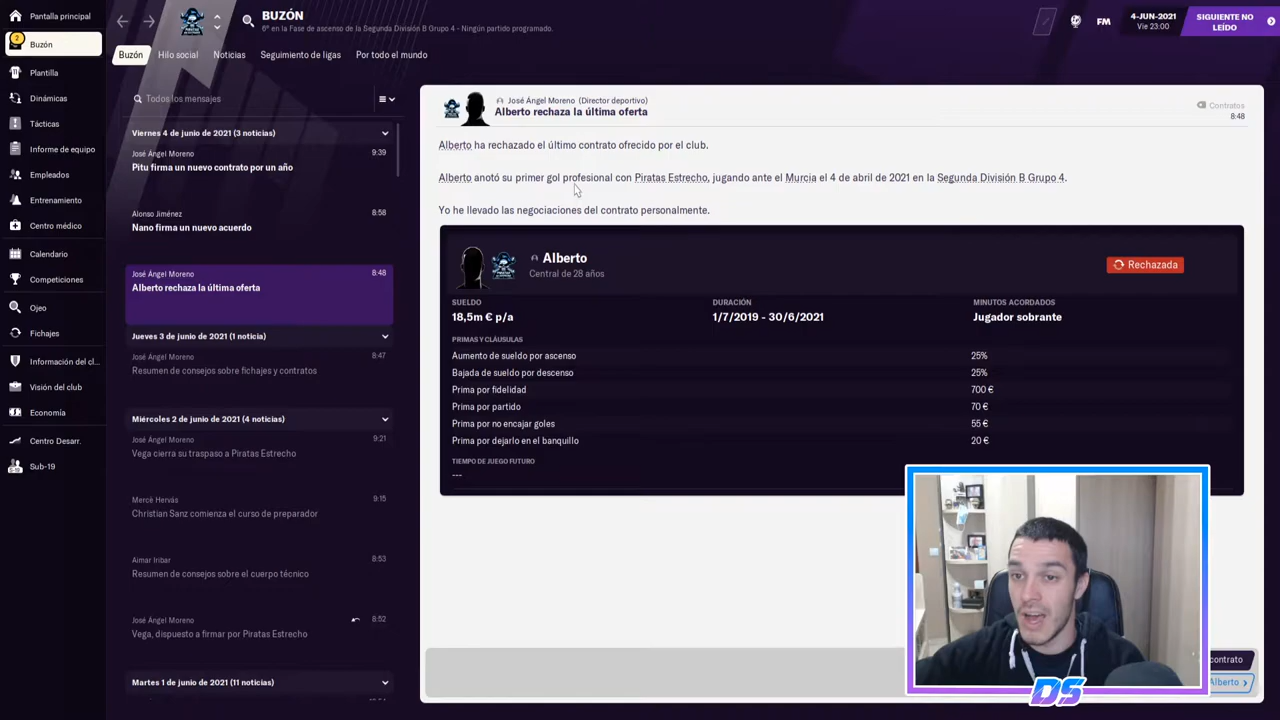 Pantalla principal
2
Buzón
Plantilla
Dinámicas
Tácticas
Informe de equipo
Empleados
Entrenamiento
Centro médico
Calendario
Competiciones
Ojeo
Fichajes
Información del cl...
Visión del club
Economía
Centro Desarr.
Sub-19
BUZÓN
6º en la Fase de ascenso de la Segunda División B Grupo 4 - Ningún partido programado.
FM
4-JUN-2021
Vie 23:00
SIGUIENTE NO
LEÍDO
Buzón
Hilo social
Noticias
Seguimiento de ligas
Por todo el mundo
Todos los mensajes
Viernes 4 de junio de 2021 (3 noticias)
José Ángel Moreno
9:39
Pitu firma un nuevo contrato por un año
Alonso Jiménez
8:58
Nano firma un nuevo acuerdo
José Ángel Moreno
8:48
Alberto rechaza la última oferta
Jueves 3 de junio de 2021 (1 noticia)
José Ángel Moreno
8:47
Resumen de consejos sobre fichajes y contratos
Miércoles 2 de junio de 2021 (4 noticias)
José Ángel Moreno
9:21
Vega cierra su traspaso a Piratas Estrecho
Mercè Hervás
9:15
Christian Sanz comienza el curso de preparador
Aimar Iribar
8:53
Resumen de consejos sobre el cuerpo técnico
José Ángel Moreno
8:52
Vega, dispuesto a firmar por Piratas Estrecho
Martes 1 de junio de 2021 (11 noticias)
José Ángel Moreno (Director deportivo)
Alberto rechaza la última oferta
Contratos
8:48
Alberto ha rechazado el último contrato ofrecido por el club.
Alberto anotó su primer gol profesional con Piratas Estrecho, jugando ante el Murcia el 4 de abril de 2021 en la Segunda División B Grupo 4.
Yo he llevado las negociaciones del contrato personalmente.
Alberto
Central de 28 años
Rechazada
SUELDO
18,5m € p/a
DURACIÓN
1/7/2019 - 30/6/2021
MINUTOS ACORDADOS
Jugador sobrante
PRIMAS Y CLÁUSULAS
Aumento de sueldo por ascenso 25%
Bajada de sueldo por descenso 25%
Prima por fidelidad 700 €
Prima por partido 70 €
Prima por no encajar goles 55 €
Prima por dejarlo en el banquillo 20 €
TIEMPO DE JUEGO FUTURO
---
contrato
Alberto
DS